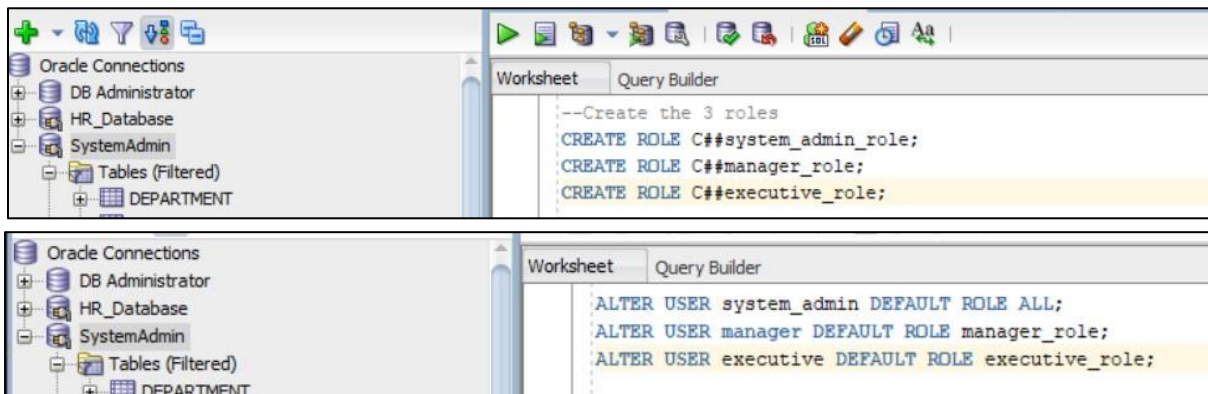 Oracle Connections
DB Administrator
HR_Database
SystemAdmin
Tables (Filtered)
DEPARTMENT
SQL
Aa
Worksheet Query Builder
--Create the 3 roles
CREATE ROLE C##system_admin_role;
CREATE ROLE C##manager_role;
CREATE ROLE C##executive_role;
Oracle Connections
DB Administrator
HR_Database
SystemAdmin
Tables (Filtered)
DEPARTMENT
Worksheet Query Builder
ALTER USER system_admin DEFAULT ROLE ALL;
ALTER USER manager DEFAULT ROLE manager_role;
ALTER USER executive DEFAULT ROLE executive_role;